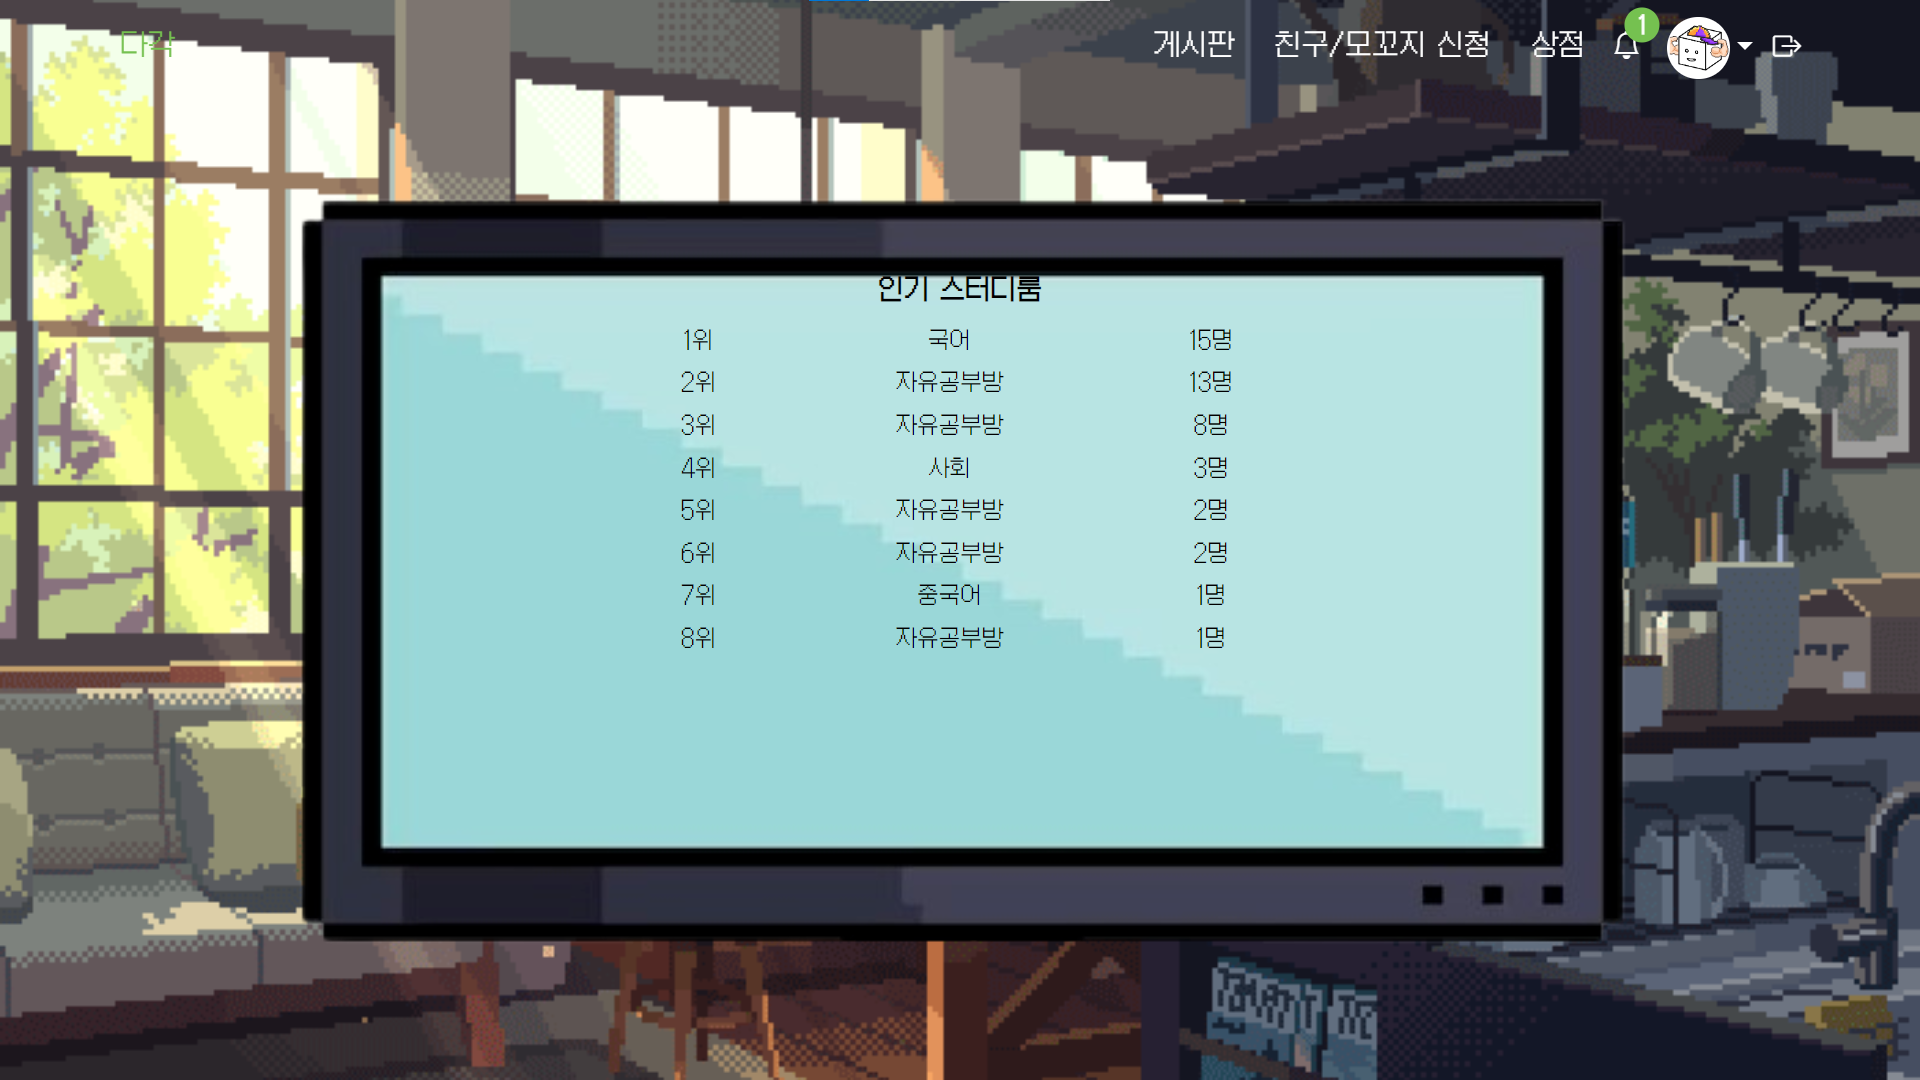 다각
게시판 친구/모꼬지 신청 상점 1
인기 스터디룸
1위 국어 15명
2위 자유공부방 13명
3위 자유공부방 8명
4위 사회 3명
5위 자유공부방 2명
6위 자유공부방 2명
7위 중국어 1명
8위 자유공부방 1명